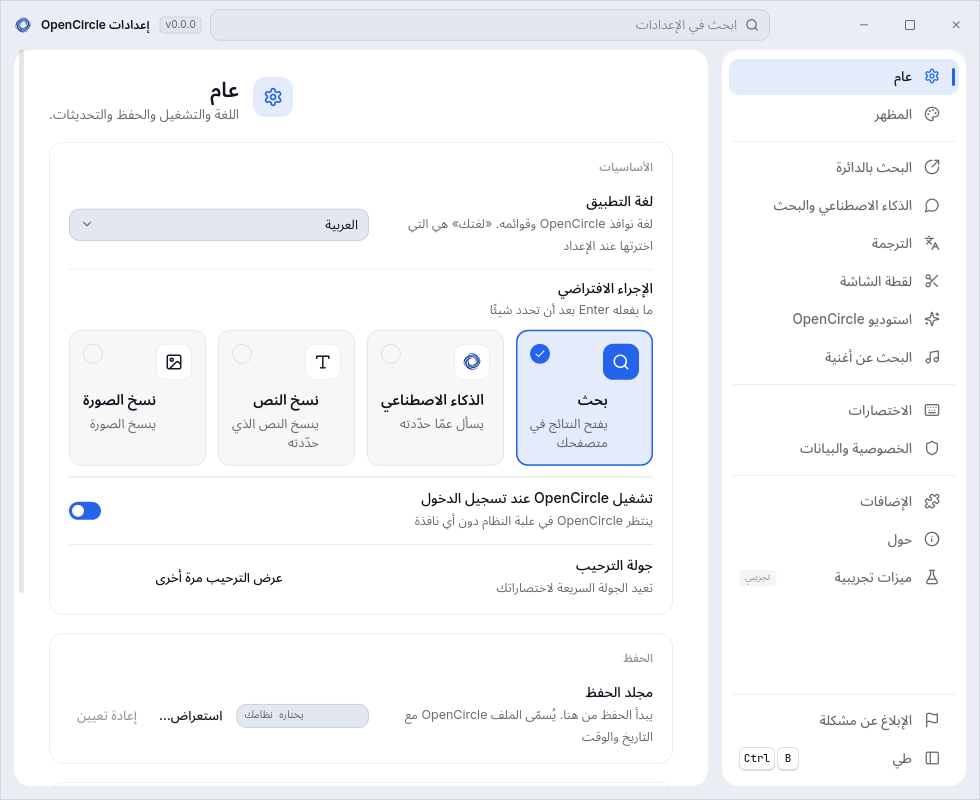 إعدادات OpenCircle
v0.0.0
ابحث في الإعدادات
عام
المظهر
البحث بالدائرة
الذكاء الاصطناعي والبحث
الترجمة
لقطة الشاشة
استوديو OpenCircle
البحث عن أغنية
الاختصارات
الخصوصية والبيانات
الإضافات
حول
ميزات تجريبية
تجريبي
الإبلاغ عن مشكلة
طي
Ctrl B
عام
اللغة والتشغيل والحفظ والتحديثات.
الأساسيات
لغة التطبيق
لغة نوافذ OpenCircle وقوائمه. «لغتك» هي التي
اخترتها عند الإعداد
العربية
الإجراء الافتراضي
ما يفعله Enter بعد أن تحدد شيئًا
بحث
يفتح النتائج في
متصفحك
الذكاء الاصطناعي
يسأل عمّا حدّدته
نسخ النص
ينسخ النص الذي
حدّدته
نسخ الصورة
ينسخ الصورة
تشغيل OpenCircle عند تسجيل الدخول
ينتظر OpenCircle في علبة النظام دون أي نافذة
جولة الترحيب
تعيد الجولة السريعة لاختصاراتك
عرض الترحيب مرة أخرى
الحفظ
مجلد الحفظ
يبدأ الحفظ من هنا. يُسمّى الملف OpenCircle مع
التاريخ والوقت
يختاره نظامك
استعراض...
إعادة تعيين